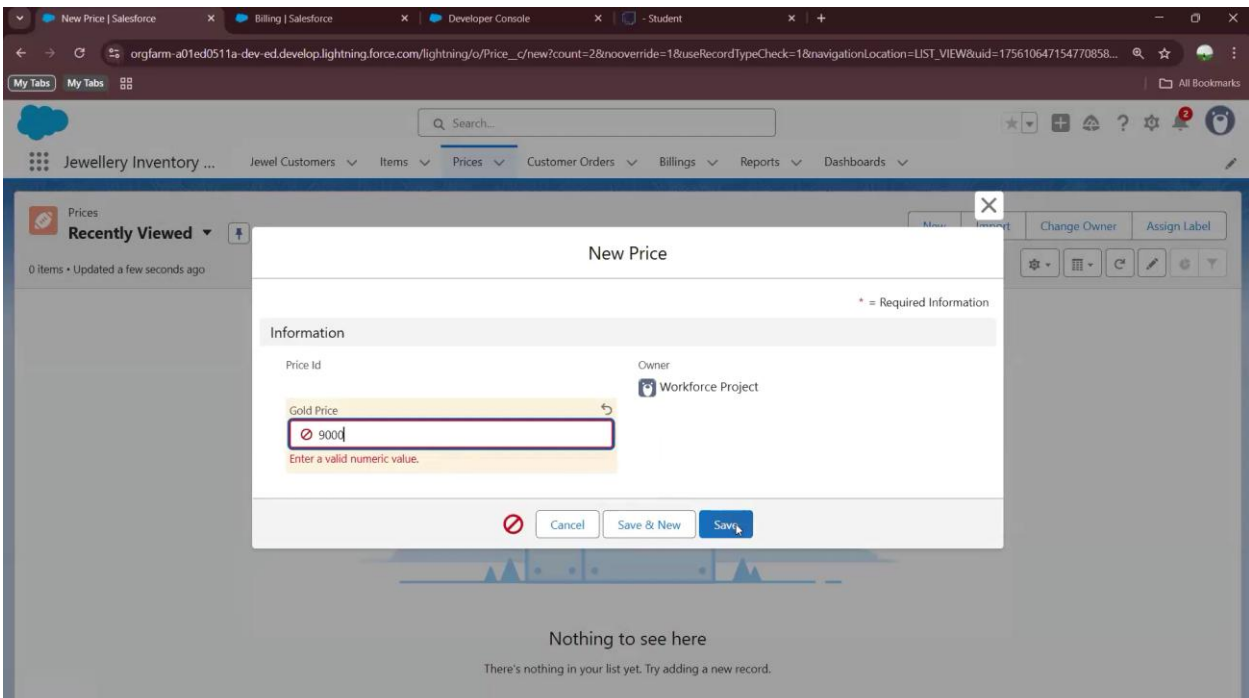 New Price | Salesforce
Billing | Salesforce
Developer Console
- Student
orgfarm-a01ed0511a-dev-ed.develop.lightning.force.com/lightning/o/Price__c/new?count=2&nooverride=1&useRecordTypeCheck=1&navigationLocation=LIST_VIEW&uid=175610647154770858...
My Tabs
My Tabs
All Bookmarks
Search...
2
Jewellery Inventory ...
Jewel Customers
Items
Prices
Customer Orders
Billings
Reports
Dashboards
Prices
Recently Viewed
New
Import
Change Owner
Assign Label
0 items • Updated a few seconds ago
New Price
* = Required Information
Information
Price Id
Owner
Workforce Project
Gold Price
9000
Enter a valid numeric value.
Cancel
Save & New
Save
Nothing to see here
There's nothing in your list yet. Try adding a new record.